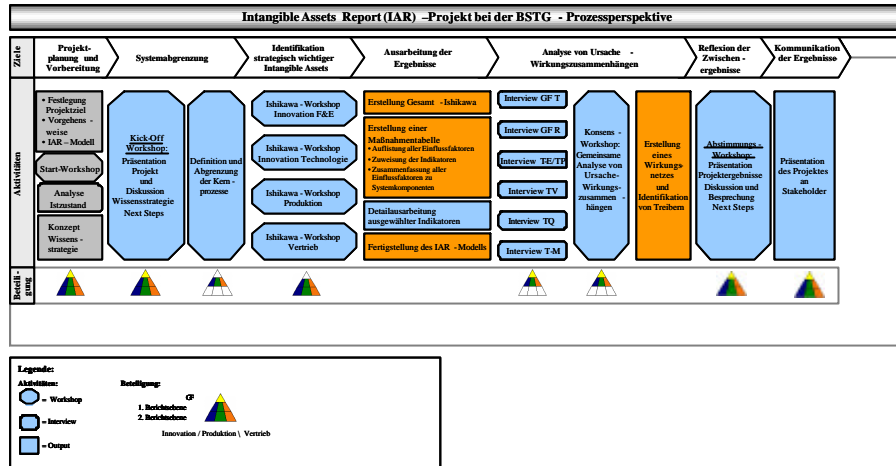 Intangible Assets Report (IAR) –Projekt bei der BSTG - Prozessperspektive
Ziele
Projekt-
planung und
Vorbereitung
Systemabgrenzung
Identifikation
strategisch wichtiger
Intangible Assets
Ausarbeitung der
Ergebnisse
Analyse von Ursache -
Wirkungszusammenhängen
Reflexion der
Zwischen -
ergebnisse
Kommunikation
der Ergebnisse
Aktivitäten
• Festlegung
Projektziel
• Vorgehens -
weise
• IAR – Modell
Start-Workshop
Analyse
Istzustand
Konzept
Wissens -
strategie
Kick-Off
Workshop:
Präsentation
Projekt
und
Diskussion
Wissensstrategie
Next Steps
Definition und
Abgrenzung
der Kern -
prozesse
Ishikawa - Workshop
Innovation F&E
Ishikawa - Workshop
Innovation Technologie
Ishikawa - Workshop
Produktion
Ishikawa - Workshop
Vertrieb
Erstellung Gesamt - Ishikawa
Erstellung einer
Maßnahmentabelle
• Auflistung aller Einflussfaktoren
• Zuweisung der Indikatoren
• Zusammenfassung aller
Einflussfaktoren zu
Systemkomponenten
Detailausarbeitung
ausgewählter Indikatoren
Fertigstellung des IAR - Modells
Interview GF T
Interview GF R
Interview T-E/TP
Interview TV
Interview TQ
Interview T-M
Konsens -
Workshop:
Gemeinsame
Analyse von
Ursache-
Wirkungs-
zusammen -
hängen
Erstellung
eines
Wirkungs-
netzes
und
Identifikation
von Treibern
Abstimmungs -
Workshop:
Präsentation
Projektergebnisse
Diskussion und
Besprechung
Next Steps
Präsentation
des Projektes an
Stakeholder
Beteili -
gung
Legende:
Aktivitäten:
= Workshop
= Interview
= Output
Beteiligung:
GF
1. Berichtsebene
2. Berichtsebene
Innovation / Produktion \ Vertrieb